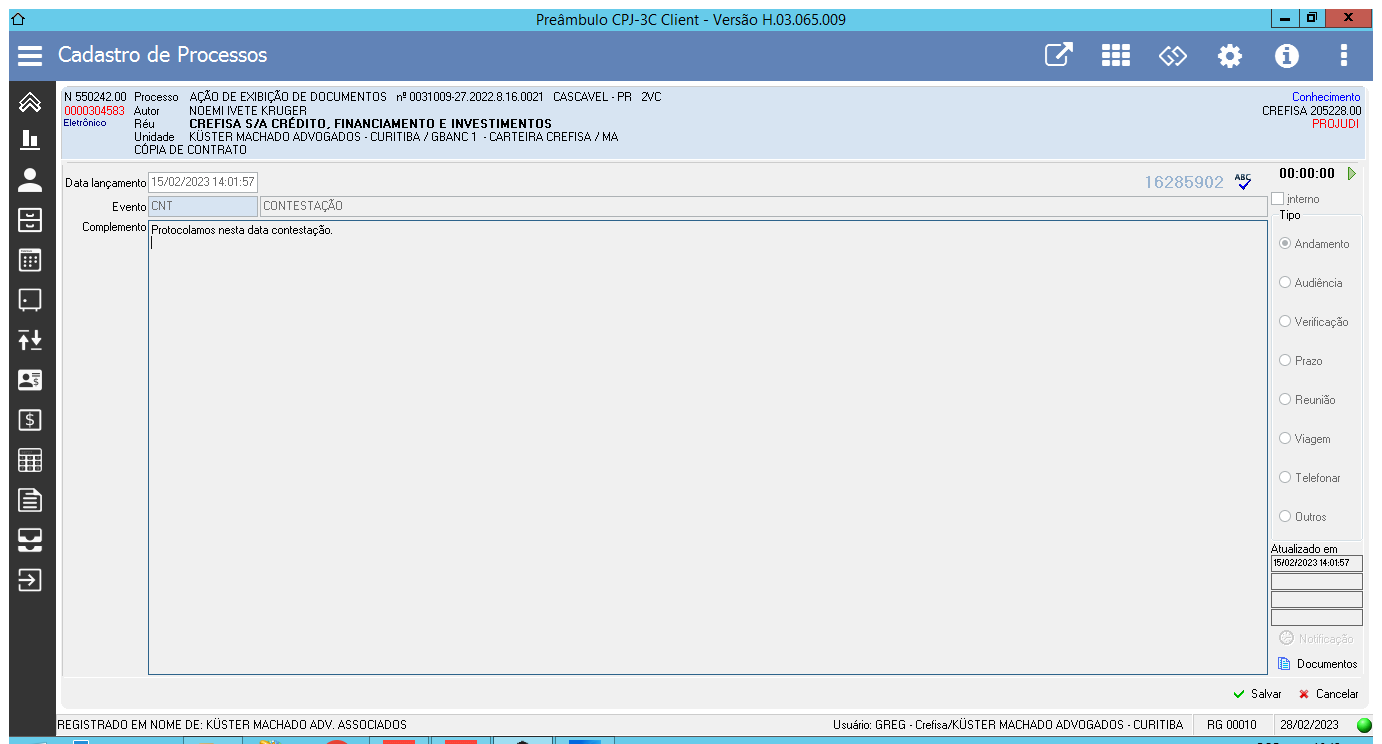 Preâmbulo CPJ-3C Client - Versão H.03.065.009
Cadastro de Processos
N 550242.00 Processo AÇÃO DE EXIBIÇÃO DE DOCUMENTOS nº 0031009-27.2022.8.16.0021 CASCAVEL - PR 2VC Conhecimento
0000304583 Autor NOEMI IVETE KRUGER CREFISA 205228.00
Eletrônico Réu CREFISA S/A CRÉDITO, FINANCIAMENTO E INVESTIMENTOS PROJUDI
Unidade KÜSTER MACHADO ADVOGADOS - CURITIBA / GBANC 1 - CARTEIRA CREFISA / MA
CÓPIA DE CONTRATO
Data lançamento 15/02/2023 14:01:57 16285902 ABC 00:00:00
interno
Evento CNT CONTESTAÇÃO
Tipo
Complemento Protocolamos nesta data contestação.
Andamento
Audiência
Verificação
Prazo
Reunião
Viagem
Telefonar
Outros
Atualizado em
15/02/2023 14:01:57
Notificação
Documentos
Salvar Cancelar
REGISTRADO EM NOME DE: KÜSTER MACHADO ADV. ASSOCIADOS Usuário: GREG - Crefisa/KÜSTER MACHADO ADVOGADOS - CURITIBA RG 00010 28/02/2023